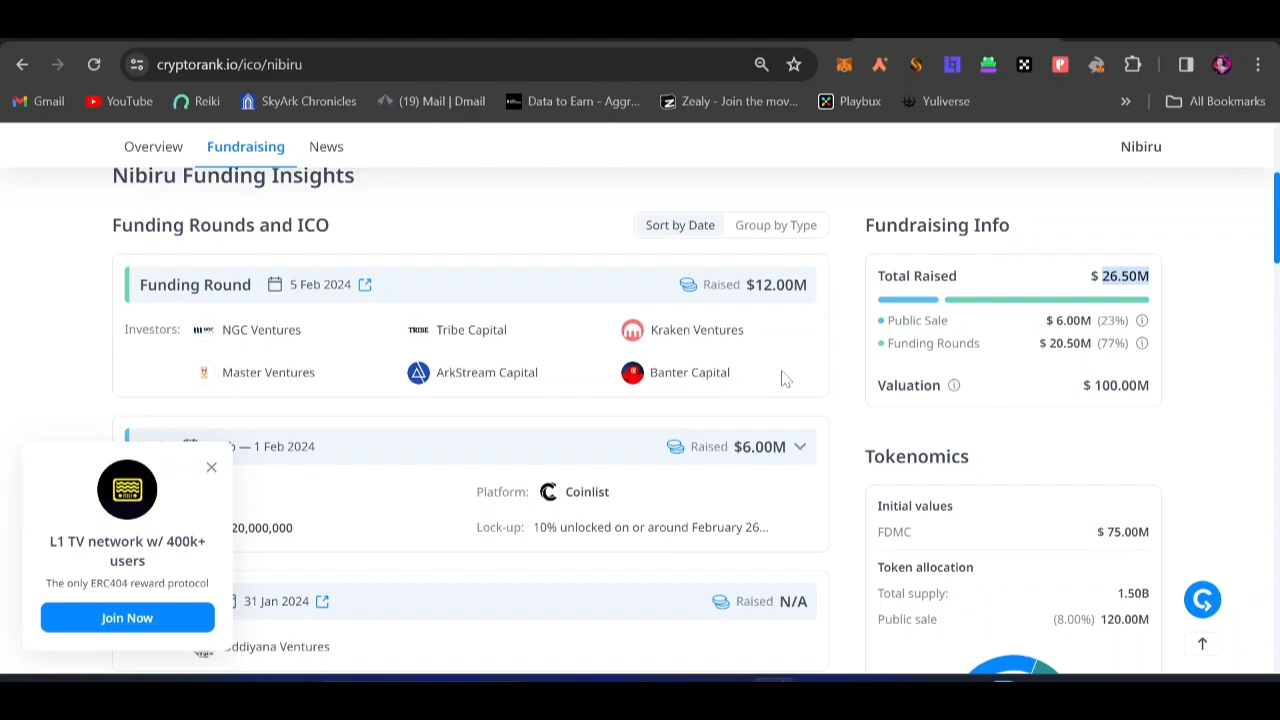 cryptorank.io/ico/nibiru
Gmail YouTube Reiki SkyArk Chronicles (19) Mail | Dmail Data to Earn - Aggr... Zealy - Join the mov... Playbux Yuliverse » All Bookmarks
Overview Fundraising News Nibiru
Nibiru Funding Insights
Funding Rounds and ICO Sort by Date Group by Type
Funding Round 5 Feb 2024 Raised $12.00M
Investors: NGC Ventures TRIBE Tribe Capital Kraken Ventures
Master Ventures ArkStream Capital Banter Capital
b — 1 Feb 2024 Raised $6.00M
Platform: Coinlist
20,000,000 Lock-up: 10% unlocked on or around February 26...
31 Jan 2024 Raised N/A
ddiyana Ventures
Fundraising Info
Total Raised $ 26.50M
Public Sale $ 6.00M (23%)
Funding Rounds $ 20.50M (77%)
Valuation $ 100.00M
Tokenomics
Initial values
FDMC $ 75.00M
Token allocation
Total supply: 1.50B
Public sale (8.00%) 120.00M
L1 TV network w/ 400k+
users
The only ERC404 reward protocol
Join Now